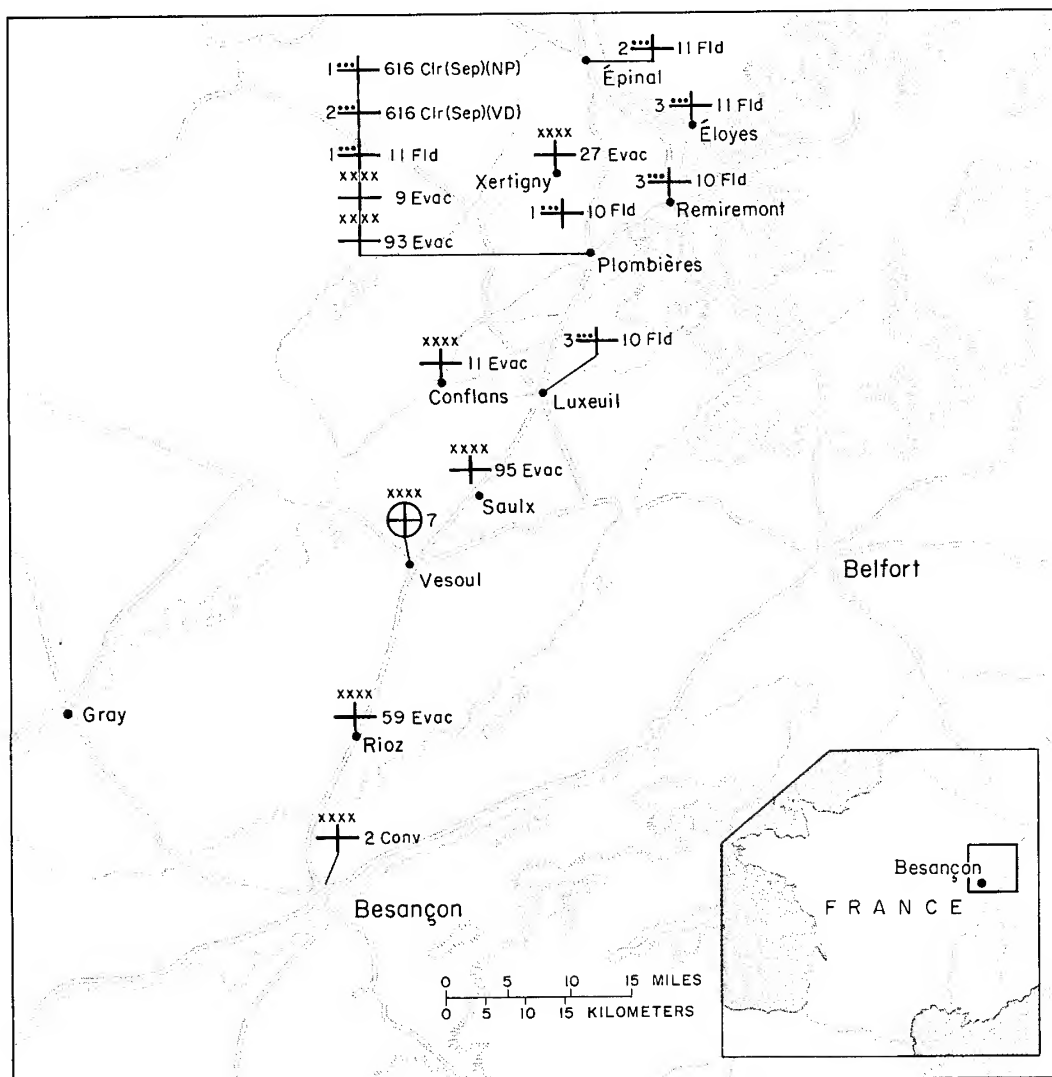 2 11 Fld
Épinal
1 616 Clr(Sep)(NP)
2 616 Clr(Sep)(VD)
1 11 Fld
xxxx
9 Evac
xxxx
93 Evac
3 11 Fld
Éloyes
xxxx
27 Evac
Xertigny
3 10 Fld
Remiremont
1 10 Fld
Plombières
xxxx
11 Evac
Conflans
3 10 Fld
Luxeuil
xxxx
95 Evac
Saulx
xxxx
7
Vesoul
Belfort
Gray
xxxx
59 Evac
Rioz
xxxx
2 Conv
Besançon
0 5 10 15 MILES
0 5 10 15 KILOMETERS
Besançon
FRANCE